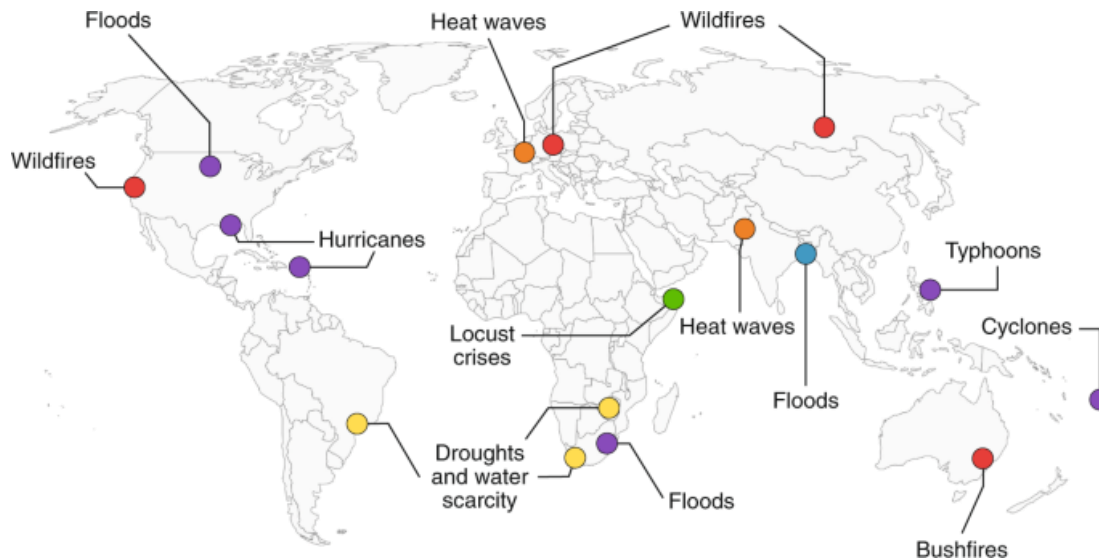 Floods
Heat waves
Wildfires
Wildfires
Hurricanes
Typhoons
Locust
crises
Heat waves
Cyclones
Floods
Droughts
and water
scarcity
Floods
Bushfires